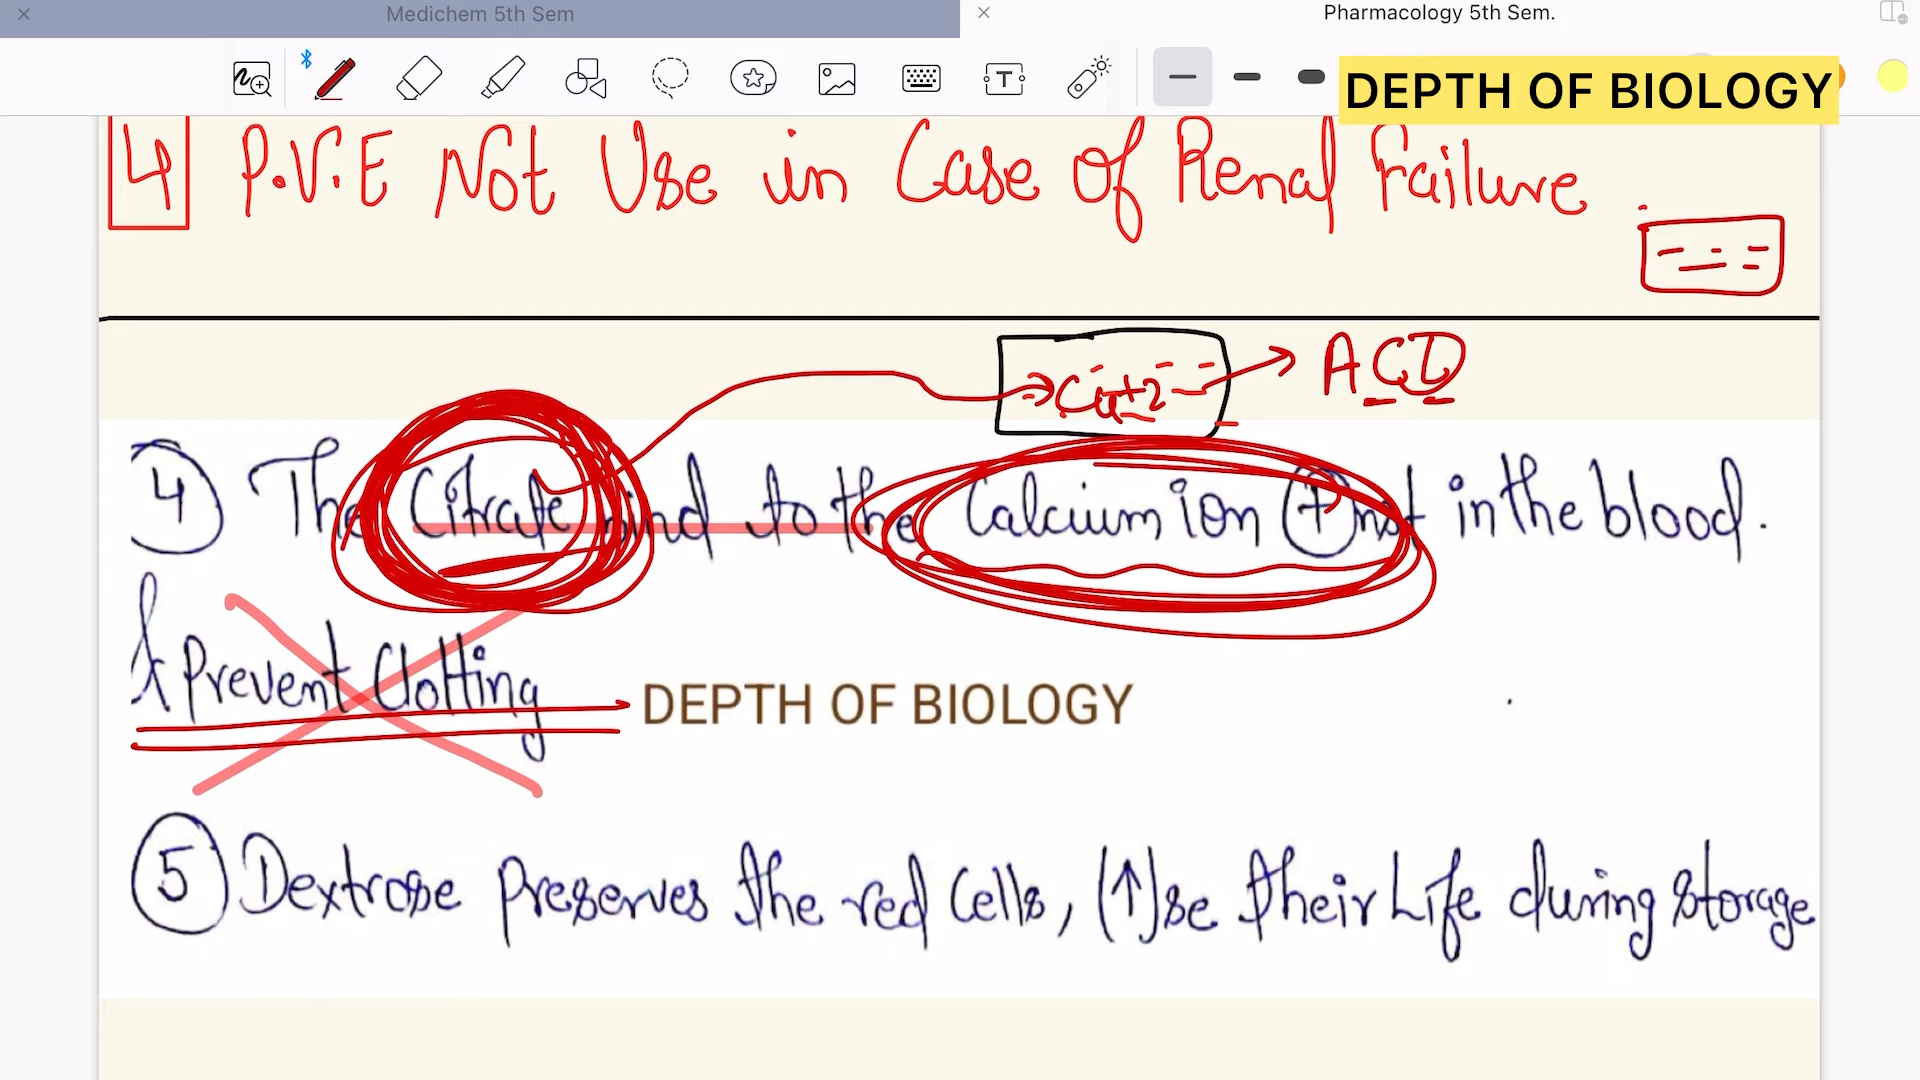 Medichem 5th Sem
Pharmacology 5th Sem.
DEPTH OF BIOLOGY
4 P.V.E Not Use in Case of Renal Failure
Ca+2 → ACD
4 The Citrate bind to the Calcium ion (+)nt in the blood.
& Prevent Clotting
DEPTH OF BIOLOGY
5 Dextrose preserves the red Cells, (↑)se their Life during storage